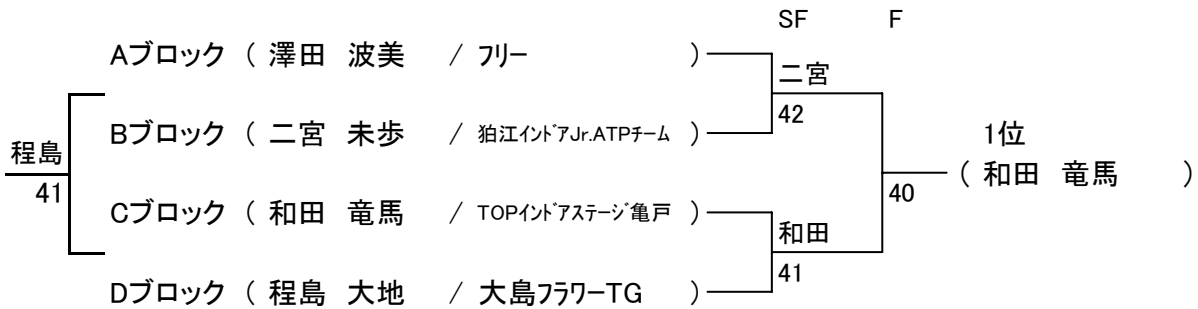 SF F
Aブロック ( 澤田 波美 / フリー )
二宮
42
Bブロック ( 二宮 未歩 / 狛江インドアJr.ATPチーム )
程島
41
1位
( 和田 竜馬 )
40
Cブロック ( 和田 竜馬 / TOPインドアステージ亀戸 )
和田
41
Dブロック ( 程島 大地 / 大島フラワーTG )